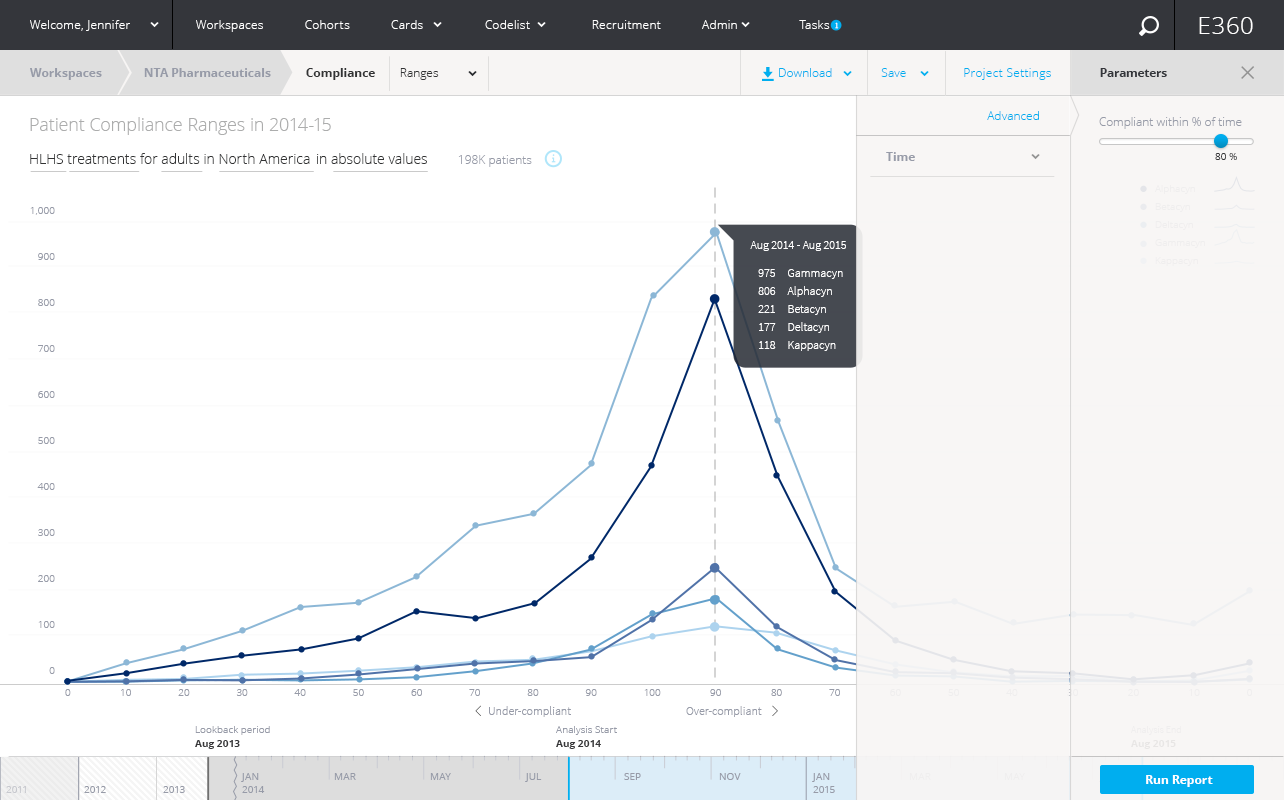 Welcome, Jennifer Workspaces Cohorts Cards Codelist Recruitment Admin Tasks E360
Workspaces NTA Pharmaceuticals Compliance Ranges Download Save Project Settings Parameters
Patient Compliance Ranges in 2014-15
HLHS treatments for adults in North America in absolute values 198K patients
Advanced
Time
Compliant within % of time
80 %
Alphacyn
Betacyn
Deltacyn
Gammacyn
Kappacyn
1,000
900
800
700
600
500
400
300
200
100
0
Aug 2014 - Aug 2015
975 Gammacyn
806 Alphacyn
221 Betacyn
177 Deltacyn
118 Kappacyn
0 10 20 30 40 50 60 70 80 90 100 90 80 70 60 50 40 30 20 10 0
Under-compliant Over-compliant
Lookback period
Aug 2013
Analysis Start
Aug 2014
Aug 2015
2011 2012 2013 JAN 2014 MAR MAY JUL SEP NOV JAN 2015
Run Report